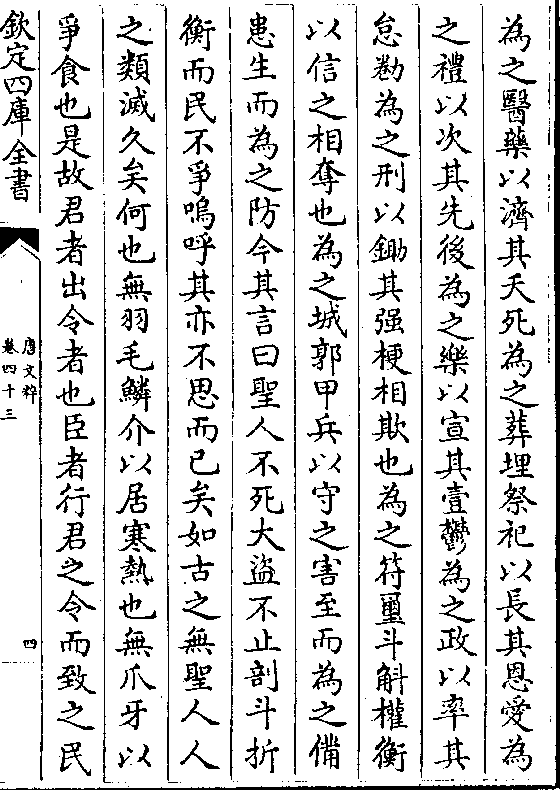 為之醫藥以濟其夭死為之葬埋祭祀以長其恩愛為
之禮以次其先後為之樂以宣其壹鬱為之政以率其
怠勌為之刑以鋤其强梗相欺也為之符璽斗斛權衡
以信之相奪也為之城郭甲兵以守之害至而為之備
患生而為之防今其言曰聖人不死大盜不止剖斗折
衡而民不爭嗚呼其亦不思而已矣如古之無聖人人
之類滅久矣何也無羽毛鱗介以居寒熱也無爪牙以
爭食也是故君者出令者也臣者行君之令而致之民
欽定四庫全書
唐文粹
卷四十三
四